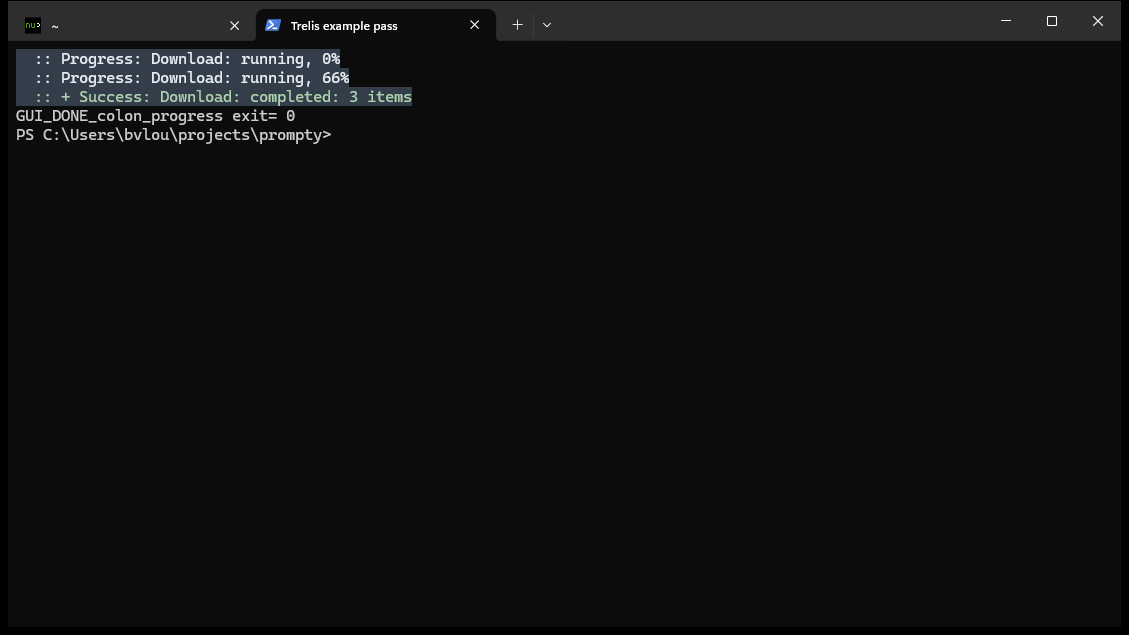 nu> ~
Trelis example pass
:: Progress: Download: running, 0%
:: Progress: Download: running, 66%
:: + Success: Download: completed: 3 items
GUI_DONE_colon_progress exit= 0
PS C:\Users\bvlou\projects\prompty>